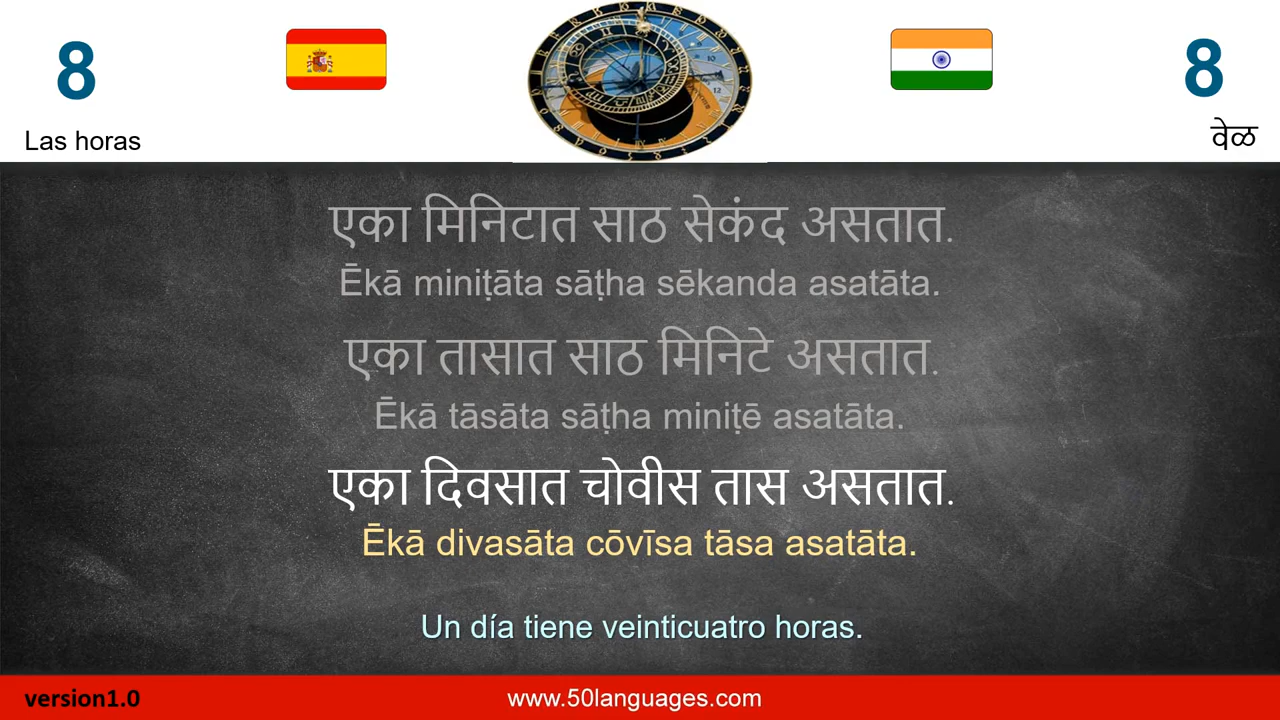 8
8
Las horas
वेळ
एका मिनिटात साठ सेकंद असतात.
Ēkā miniṭāta sāṭha sēkanda asatāta.
एका तासात साठ मिनिटे असतात.
Ēkā tāsāta sāṭha miniṭē asatāta.
एका दिवसात चोवीस तास असतात.
Ēkā divasāta cōvīsa tāsa asatāta.
Un día tiene veinticuatro horas.
version1.0
www.50languages.com